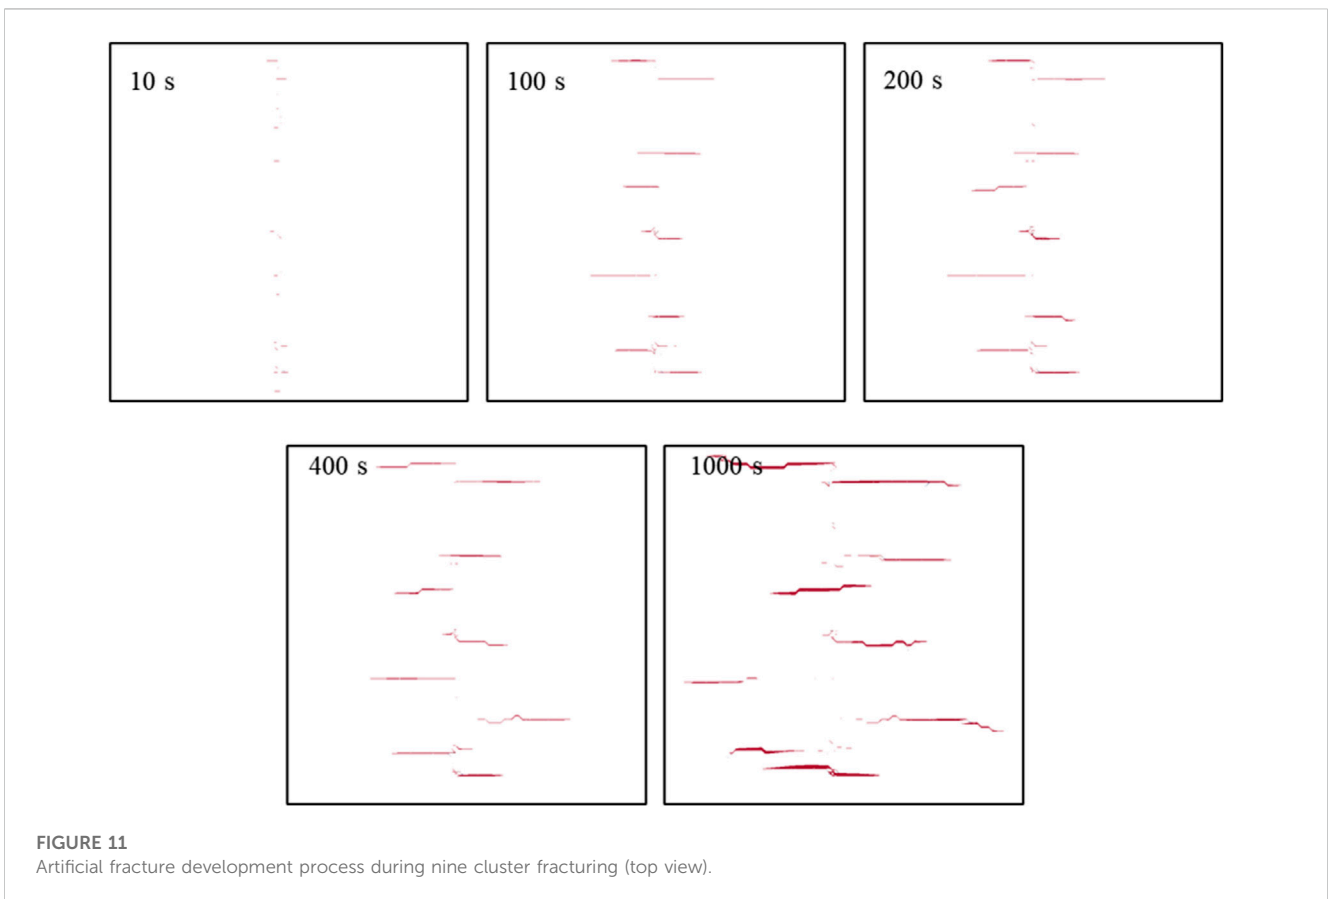 10 s
100 s
200 s
400 s
1000 s
FIGURE 11
Artificial fracture development process during nine cluster fracturing (top view).